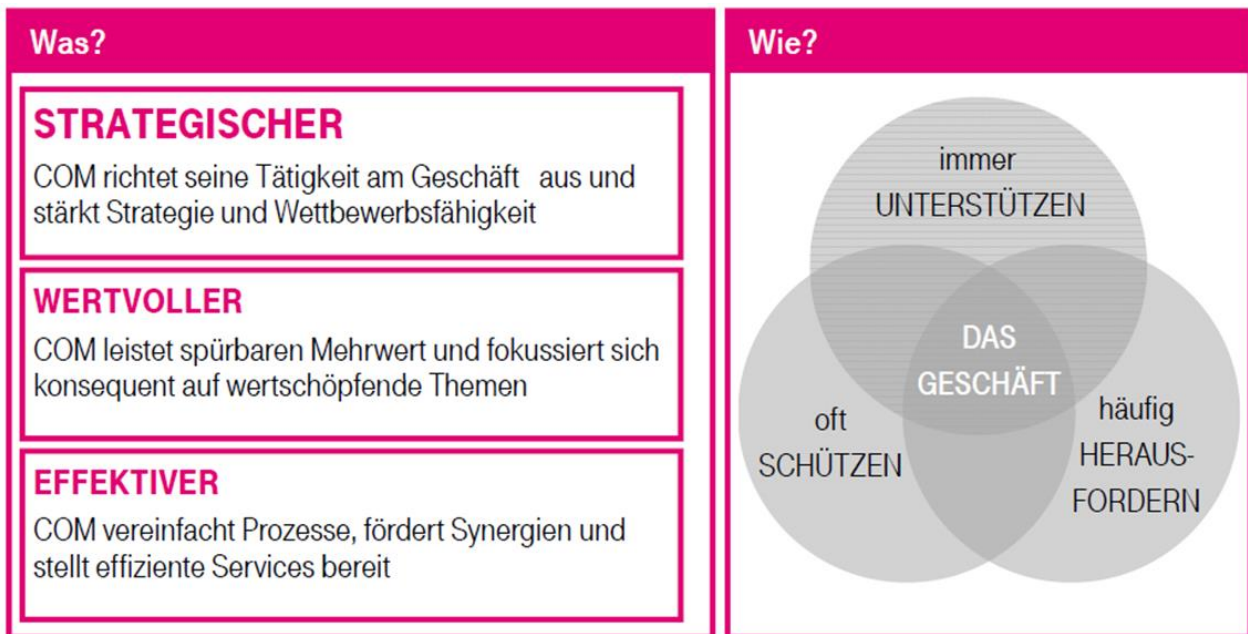 Was?
STRATEGISCHER
COM richtet seine Tätigkeit am Geschäft aus und
stärkt Strategie und Wettbewerbsfähigkeit
WERTVOLLER
COM leistet spürbaren Mehrwert und fokussiert sich
konsequent auf wertschöpfende Themen
EFFEKTIVER
COM vereinfacht Prozesse, fördert Synergien und
stellt effiziente Services bereit
Wie?
immer
UNTERSTÜTZEN
DAS
GESCHÄFT
oft
SCHÜTZEN
häufig
HERAUS-
FORDERN